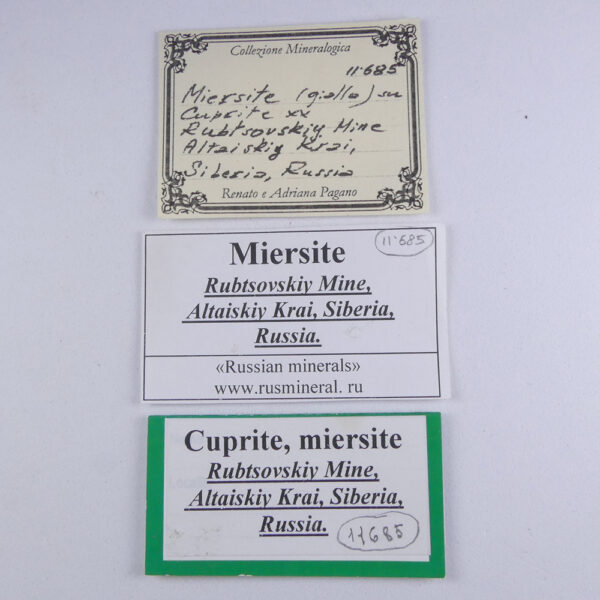 Collezione Mineralogica
11·685
Miersite (gialla) su
Cuprite xx
Rubtsovskiy Mine
Altaiskiy Krai,
Siberia, Russia
Renato e Adriana Pagano
11·685
Miersite
Rubtsovskiy Mine,
Altaiskiy Krai, Siberia,
Russia.
«Russian minerals»
www.rusmineral. ru
Cuprite, miersite
Rubtsovskiy Mine,
Altaiskiy Krai, Siberia,
Russia.
11685